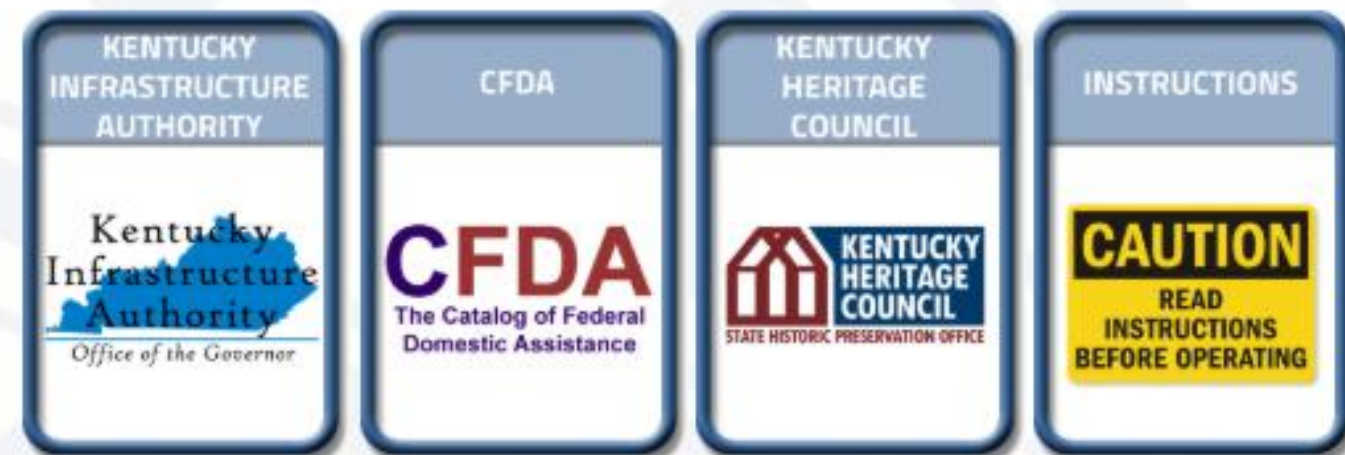 KENTUCKY
INFRASTRUCTURE
AUTHORITY
Kentucky
Infrastructure
Authority
Office of the Governor
CFDA
CFDA
The Catalog of Federal
Domestic Assistance
KENTUCKY
HERITAGE
COUNCIL
KENTUCKY
HERITAGE
COUNCIL
STATE HISTORIC PRESERVATION OFFICE
INSTRUCTIONS
CAUTION
READ
INSTRUCTIONS
BEFORE OPERATING